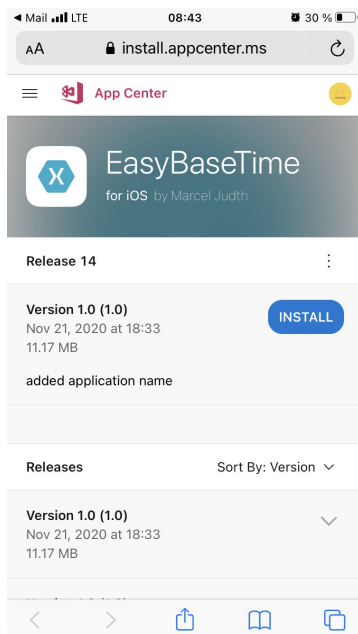 ◀ Mail LTE 08:43 30 %
AA install.appcenter.ms
App Center
EasyBaseTime
for iOS by Marcel Judth
Release 14
Version 1.0 (1.0)
INSTALL
Nov 21, 2020 at 18:33
11.17 MB
added application name
Releases Sort By: Version
Version 1.0 (1.0)
Nov 21, 2020 at 18:33
11.17 MB